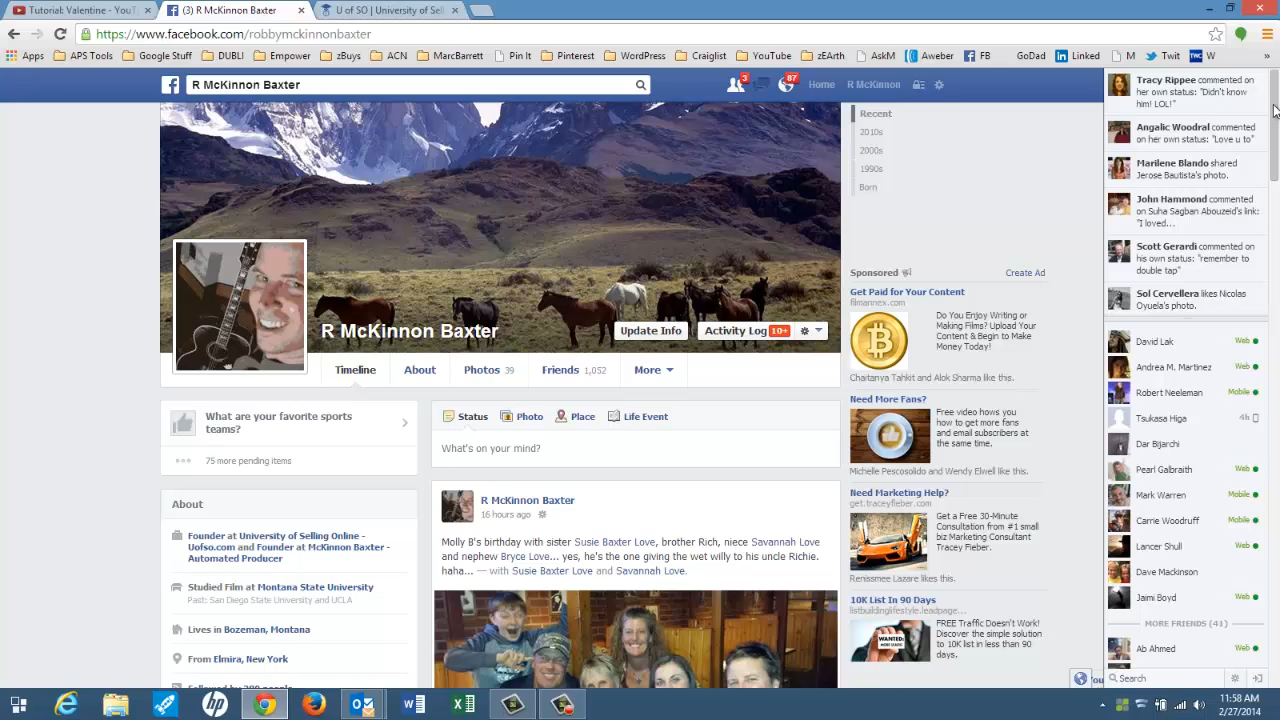 Tutorial: Valentine - YouT
(3) R McKinnon Baxter
U of SO | University of Sell
https://www.facebook.com/robbymckinnonbaxter
Apps
APS Tools
Google
Stuff
DUBLI
zBuys
ACN
MarcBarrett
Pin It
Pinterest
WordPress
Craiglist
YouTube
zEarth
AskM
Aweber
FB
GoDad
Linked
M
Twit
TWC W
»
R McKinnon Baxter
3
87
Home
R McKinnon
R McKinnon Baxter
Update Info
Activity Log 10+
Timeline
About
Photos 39
Friends 1,052
More
What are your favorite sports
teams?
75 more pending items
About
Founder at University of Selling Online -
Uofso.com and Founder at McKinnon Baxter -
Automated Producer
Studied Film at Montana State University
Past: San Diego State University and UCLA
Lives in Bozeman, Montana
From Elmira, New York
Status
Photo
Place
Life Event
What's on your mind?
R McKinnon Baxter
16 hours ago
Molly B's birthday with sister Susie Baxter Love, brother Rich, niece Savannah Love
and nephew Bryce Love... yes, he's the one giving the wet willy to his uncle Richie.
haha... — with Susie Baxter Love and Savannah Love.
Recent
2010s
2000s
1990s
Born
Sponsored
Create Ad
Get Paid for Your Content
filmannex.com
Do You Enjoy Writing or
Making Films? Upload Your
Content & Begin to Make
Money Today!
Chaitanya Tahkit and Alok Sharma like this.
Need More Fans?
Free video hows you
how to get more fans
and email subscribers at
the same time.
Michelle Pescosolido and Wendy Elwell like this.
Need Marketing Help?
get.traceyfieber.com
Get a Free 30-Minute
Consultation from #1 small
biz Marketing Consultant
Tracey Fieber.
Renissmee Lazare likes this.
10K List In 90 Days
listbuildinglifestyle.leadpage...
WANTED:
MORE LEADS
FREE Traffic Doesn't Work!
Discover the simple solution
to 10K list in less than 90
days.
You
Tracy Rippee commented on
her own status: "Didn't know
him! LOL!"
Angalic Woodral commented
on her own status: "Love u to"
Marilene Blando shared
Jerose Bautista's photo.
John Hammond commented
on Suha Sagban Abouzeid's link:
"I loved...
Scott Gerardi commented on
his own status: "remember to
double tap"
Sol Cervellera likes Nicolas
Oyuela's photo.
David Lak Web
Andrea M. Martinez Web
Robert Neeleman Mobile
Tsukasa Higa 4h
Dar Bijarchi
Pearl Galbraith Web
Mark Warren Mobile
Carrie Woodruff Mobile
Lancer Shull Web
Dave Mackinson
Jaimi Boyd Web
MORE FRIENDS (41)
Ab Ahmed Web
Search
11:58 AM
2/27/2014